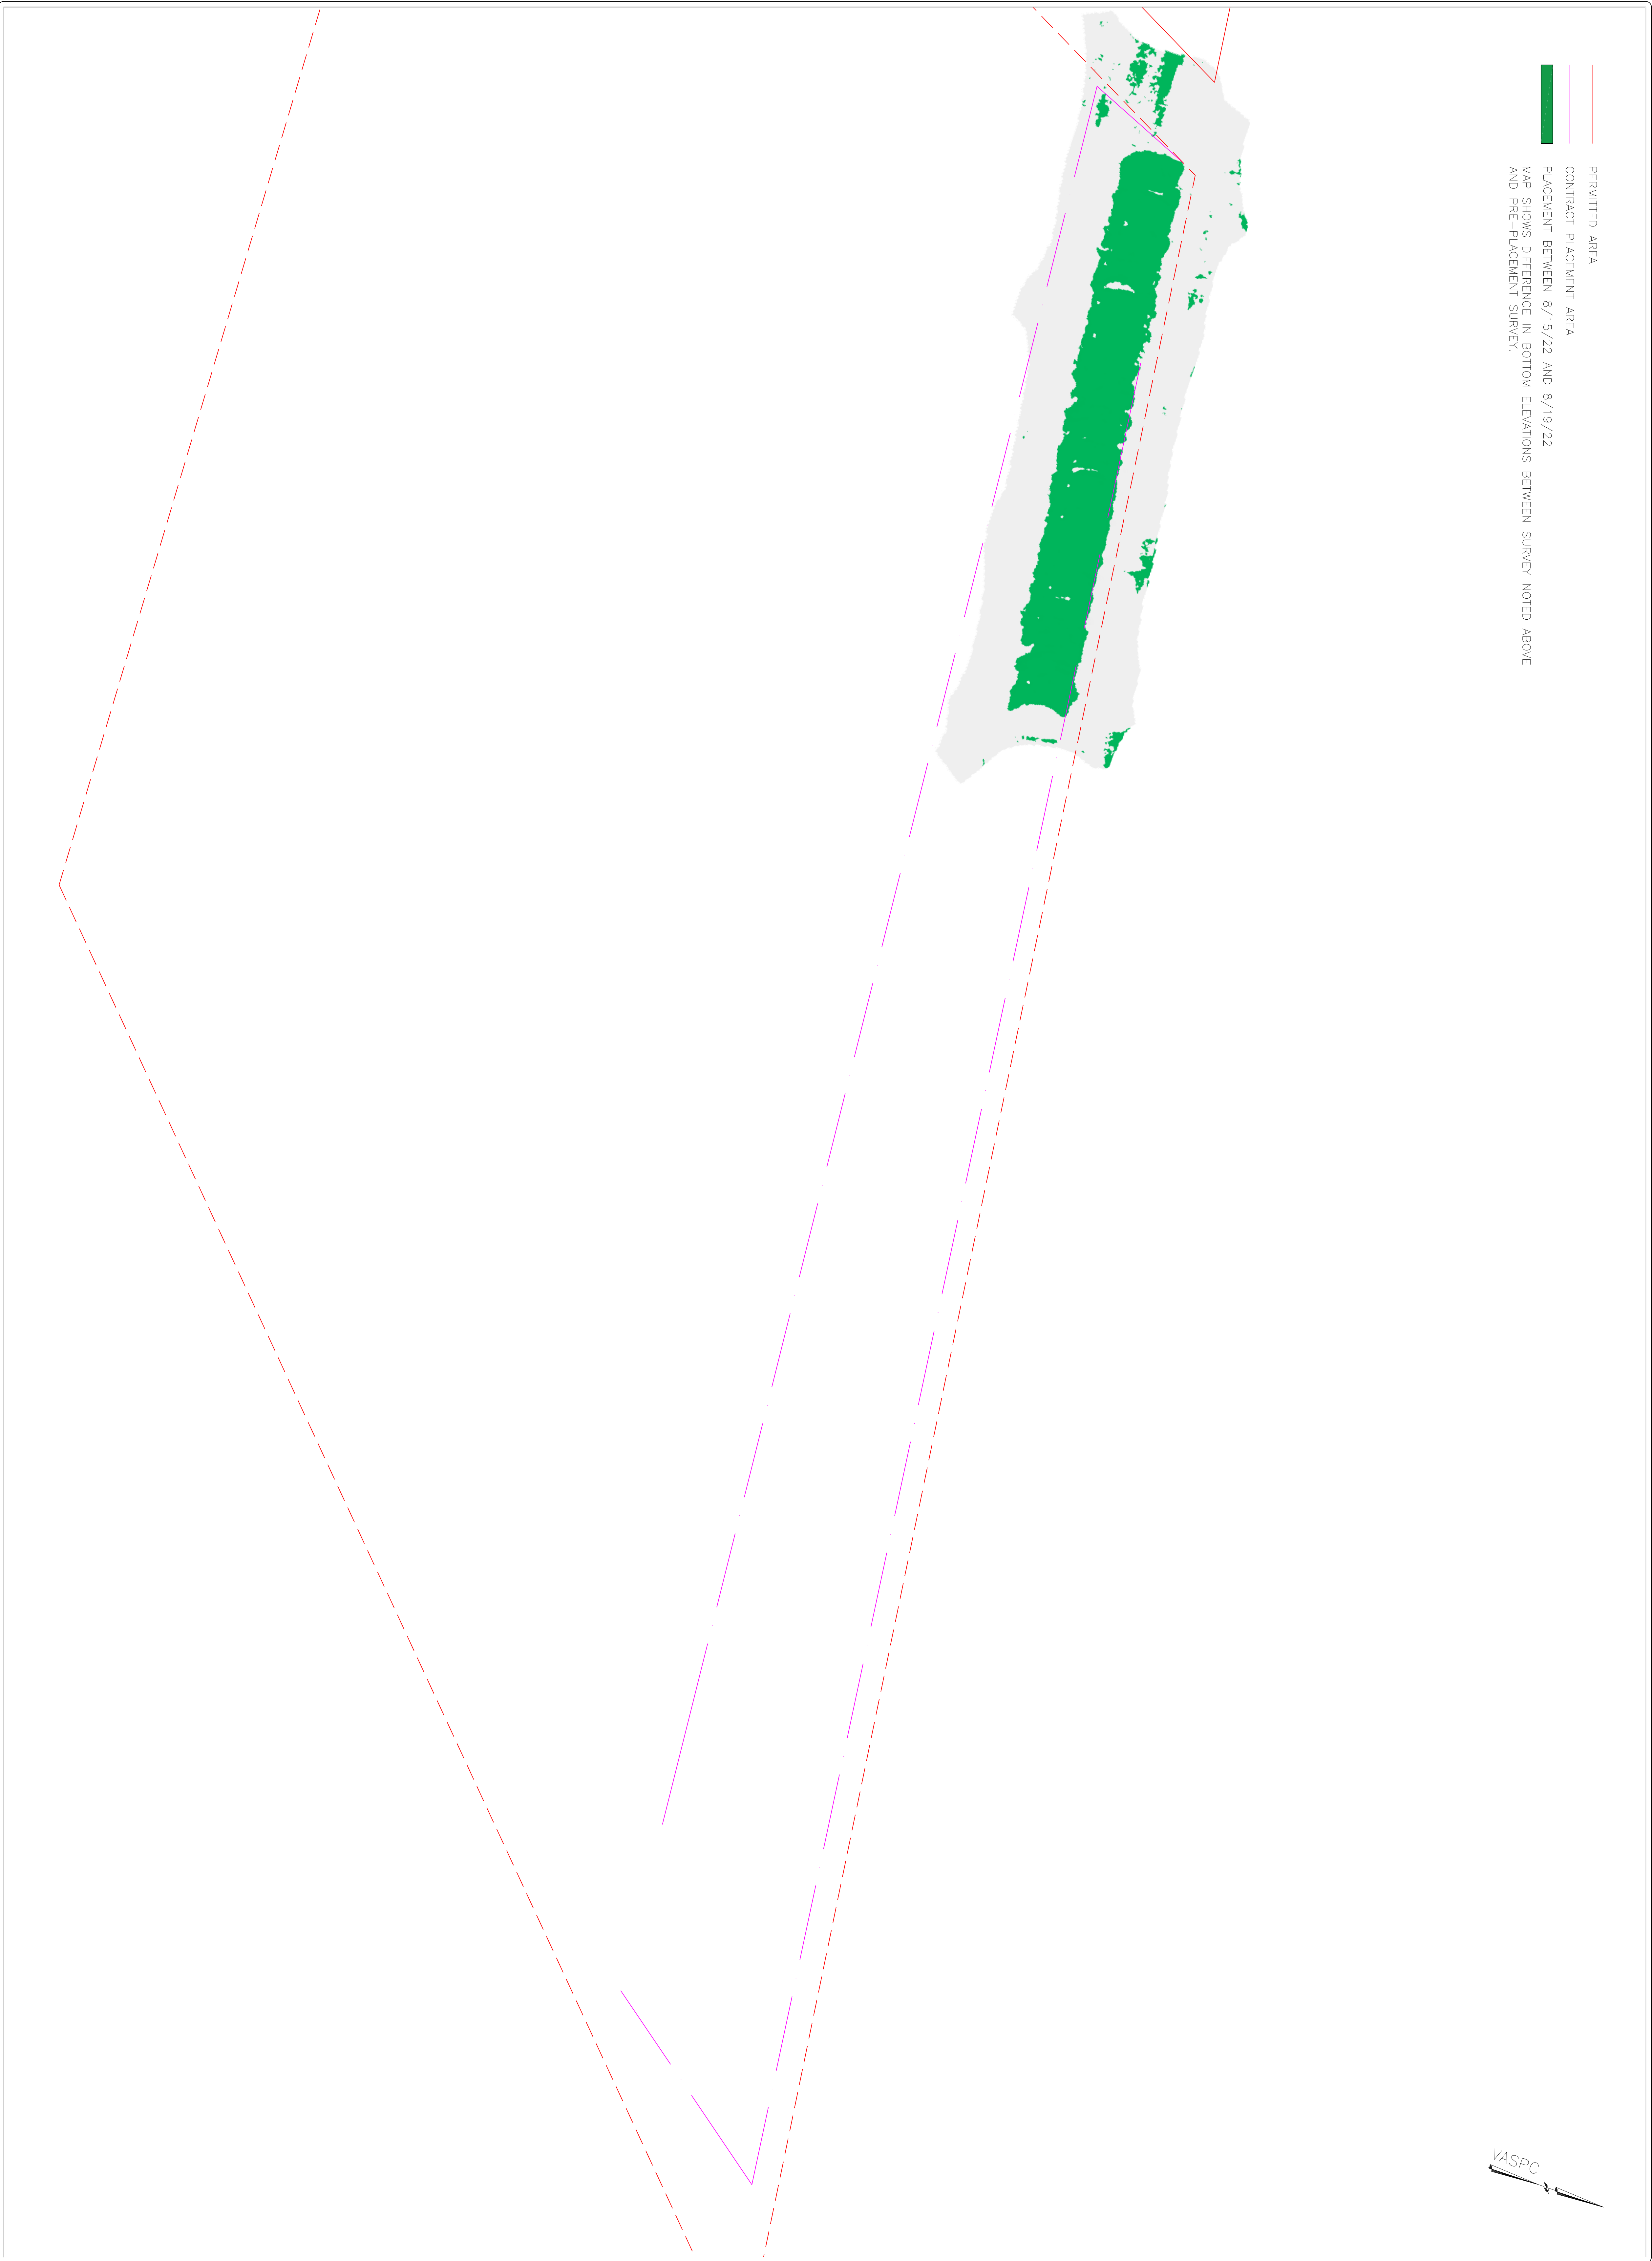 PERMITTED AREA
CONTRACT PLACEMENT AREA
PLACEMENT BETWEEN 8/15/22 AND 8/19/22
MAP SHOWS DIFFERENCE IN BOTTOM ELEVATIONS BETWEEN SURVEY NOTED ABOVE
AND PRE-PLACEMENT SURVEY.
VASPC